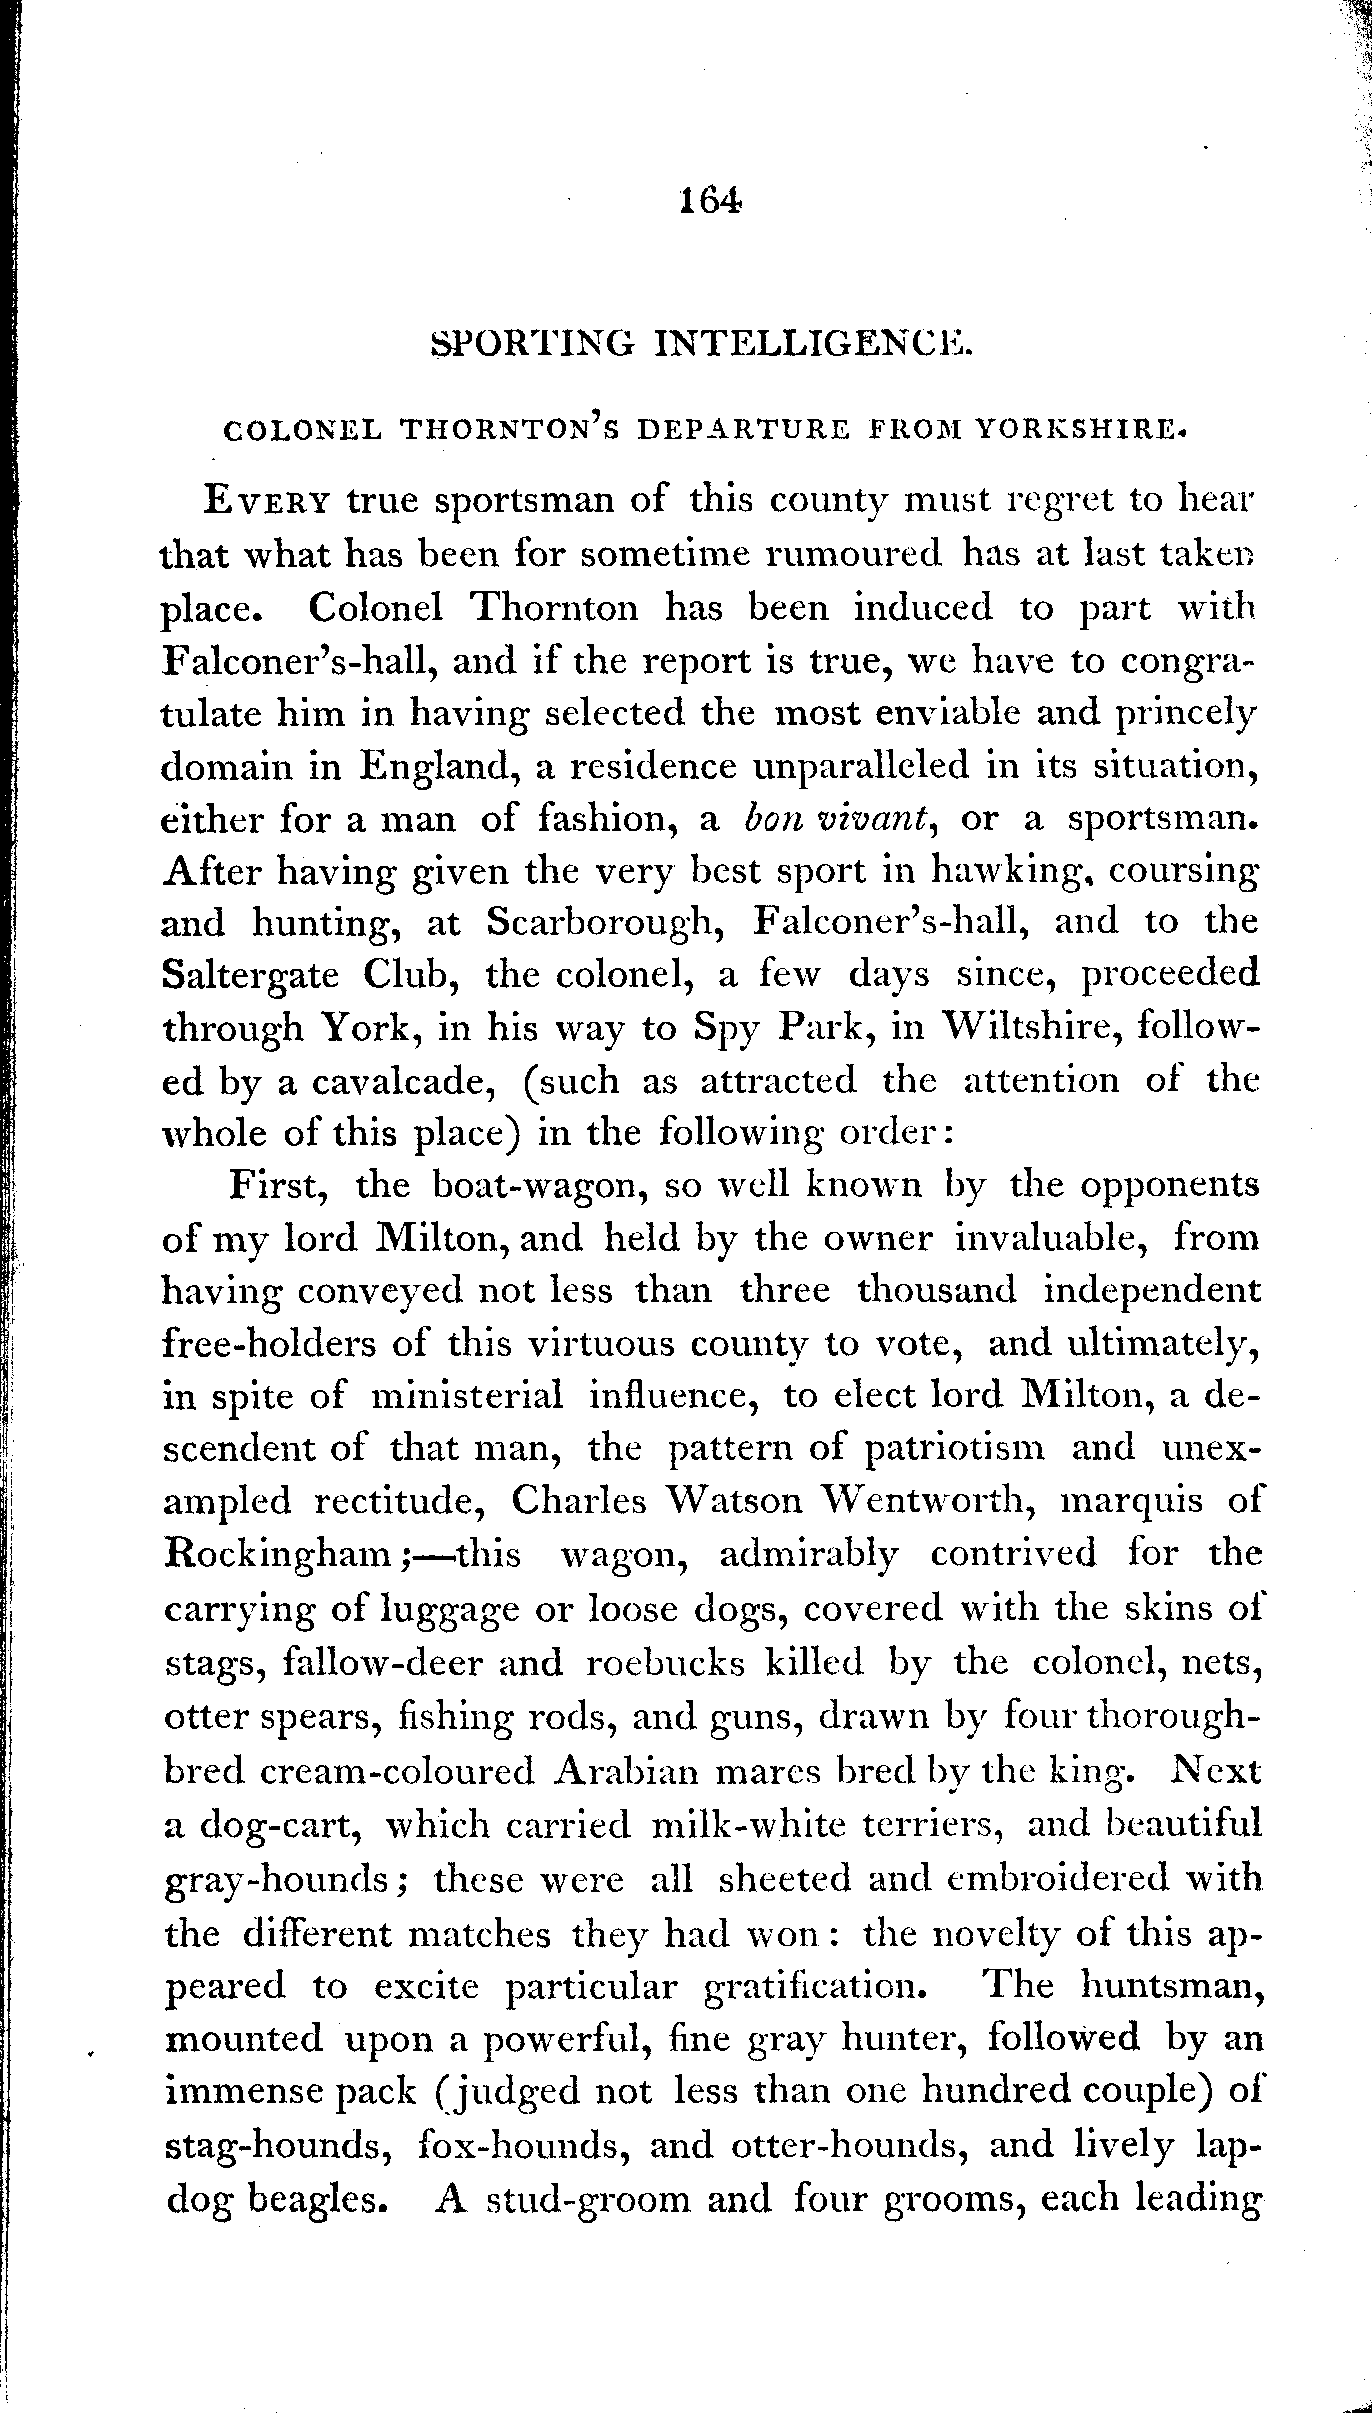 164
SPORTING INTELLIGENCE.
COLONEL THORNTON'S DEPARTURE FROM YORKSHIRE.
EVERY true sportsman of this county must regret to hear
that what has been for sometime rumoured has at last taken
place. Colonel Thornton has been induced to part with
Falconer's-hall, and if the report is true, we have to congra-
tulate him in having selected the most enviable and princely
domain in England, a residence unparalleled in its situation,
either for a man of fashion, a bon vivant, or a sportsman.
After having given the very best sport in hawking, coursing
and hunting, at Scarborough, Falconer's-hall, and to the
Saltergate Club, the colonel, a few days since, proceeded
through York, in his way to Spy Park, in Wiltshire, follow-
ed by a cavalcade, (such as attracted the attention of the
whole of this place) in the following order:
First, the boat-wagon, so well known by the opponents
of my lord Milton, and held by the owner invaluable, from
having conveyed not less than three thousand independent
free-holders of this virtuous county to vote, and ultimately,
in spite of ministerial influence, to elect lord Milton, a de-
scendent of that man, the pattern of patriotism and unex-
ampled rectitude, Charles Watson Wentworth, marquis of
Rockingham;—this wagon, admirably contrived for the
carrying of luggage or loose dogs, covered with the skins of
stags, fallow-deer and roebucks killed by the colonel, nets,
otter spears, fishing rods, and guns, drawn by four thorough-
bred cream-coloured Arabian mares bred by the king. Next
a dog-cart, which carried milk-white terriers, and beautiful
gray-hounds; these were all sheeted and embroidered with
the different matches they had won: the novelty of this ap-
peared to excite particular gratification. The huntsman,
mounted upon a powerful, fine gray hunter, followed by an
immense pack (judged not less than one hundred couple) of
stag-hounds, fox-hounds, and otter-hounds, and lively lap-
dog beagles. A stud-groom and four grooms, each leading